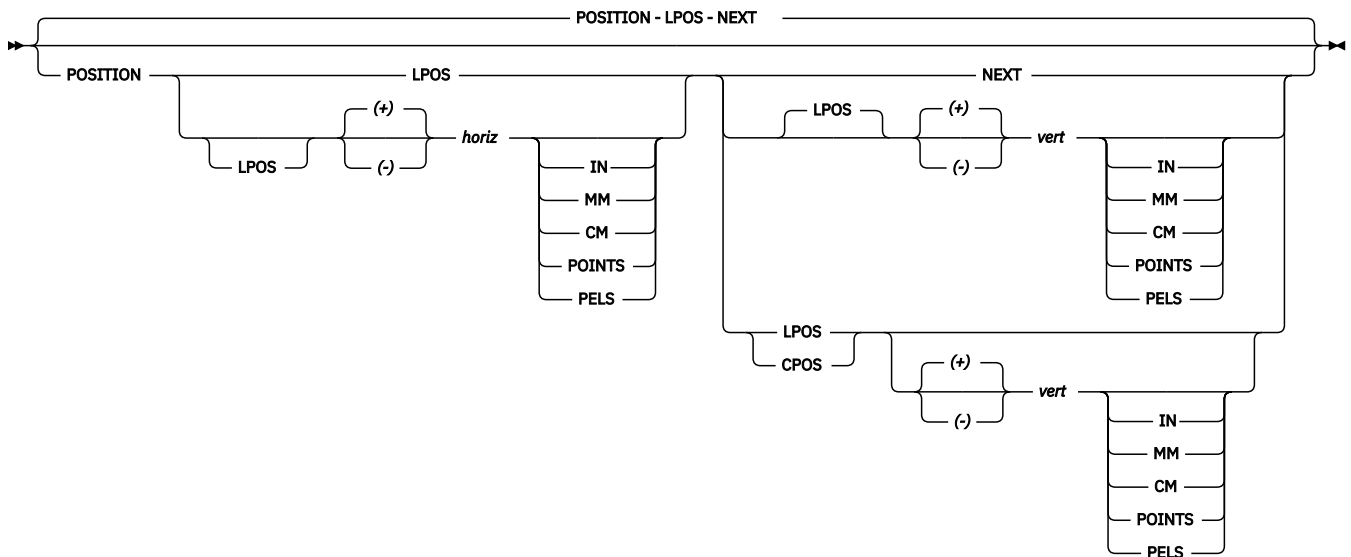 POSITION - LPOS - NEXT
POSITION LPOS NEXT
(+) LPOS (+)
horiz vert
LPOS (-) IN (-) IN
MM MM
CM CM
POINTS POINTS
PELS PELS
LPOS
CPOS (+)
vert
(-) IN
MM
CM
POINTS
PELS